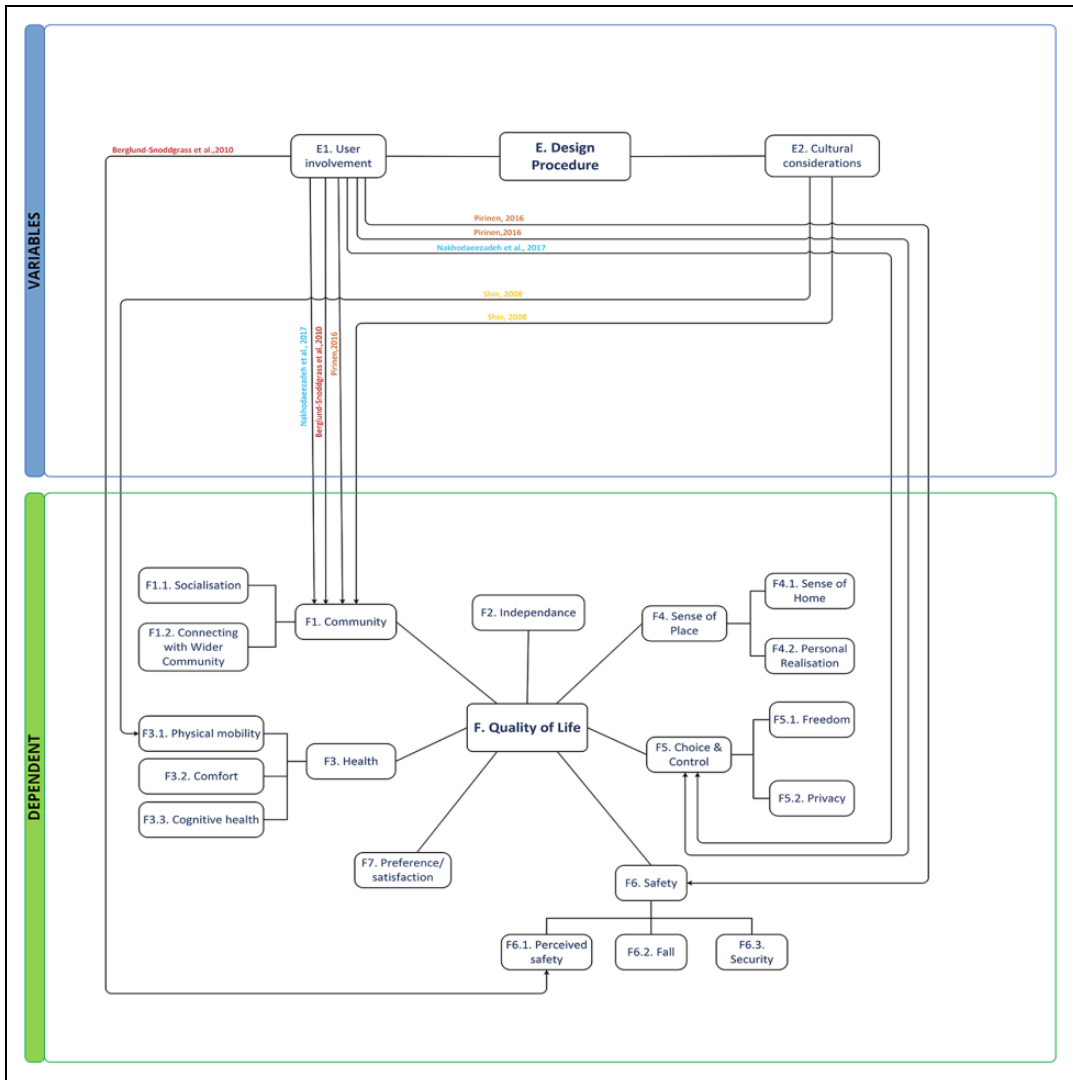 VARIABLES
E1. User
involvement
E. Design
Procedure
E2. Cultural
considerations
Berglund-Snoddgrass et al.,2010
Pirinen, 2016
Pirinen,2016
Nakhodaeezadeh et al., 2017
Shin, 2008
Shin, 2008
Nakhodaeezadeh et al., 2017
Berglund-Snoddgrass et al.,2010
Pirinen,2016
DEPENDENT
F1.1. Socialisation
F1.2. Connecting
with Wider
Community
F1. Community
F2. Independance
F4. Sense of
Place
F4.1. Sense of
Home
F4.2. Personal
Realisation
F. Quality of Life
F3.1. Physical mobility
F3.2. Comfort
F3.3. Cognitive health
F3. Health
F5. Choice &
Control
F5.1. Freedom
F5.2. Privacy
F7. Preference/
satisfaction
F6. Safety
F6.1. Perceived
safety
F6.2. Fall
F6.3.
Security